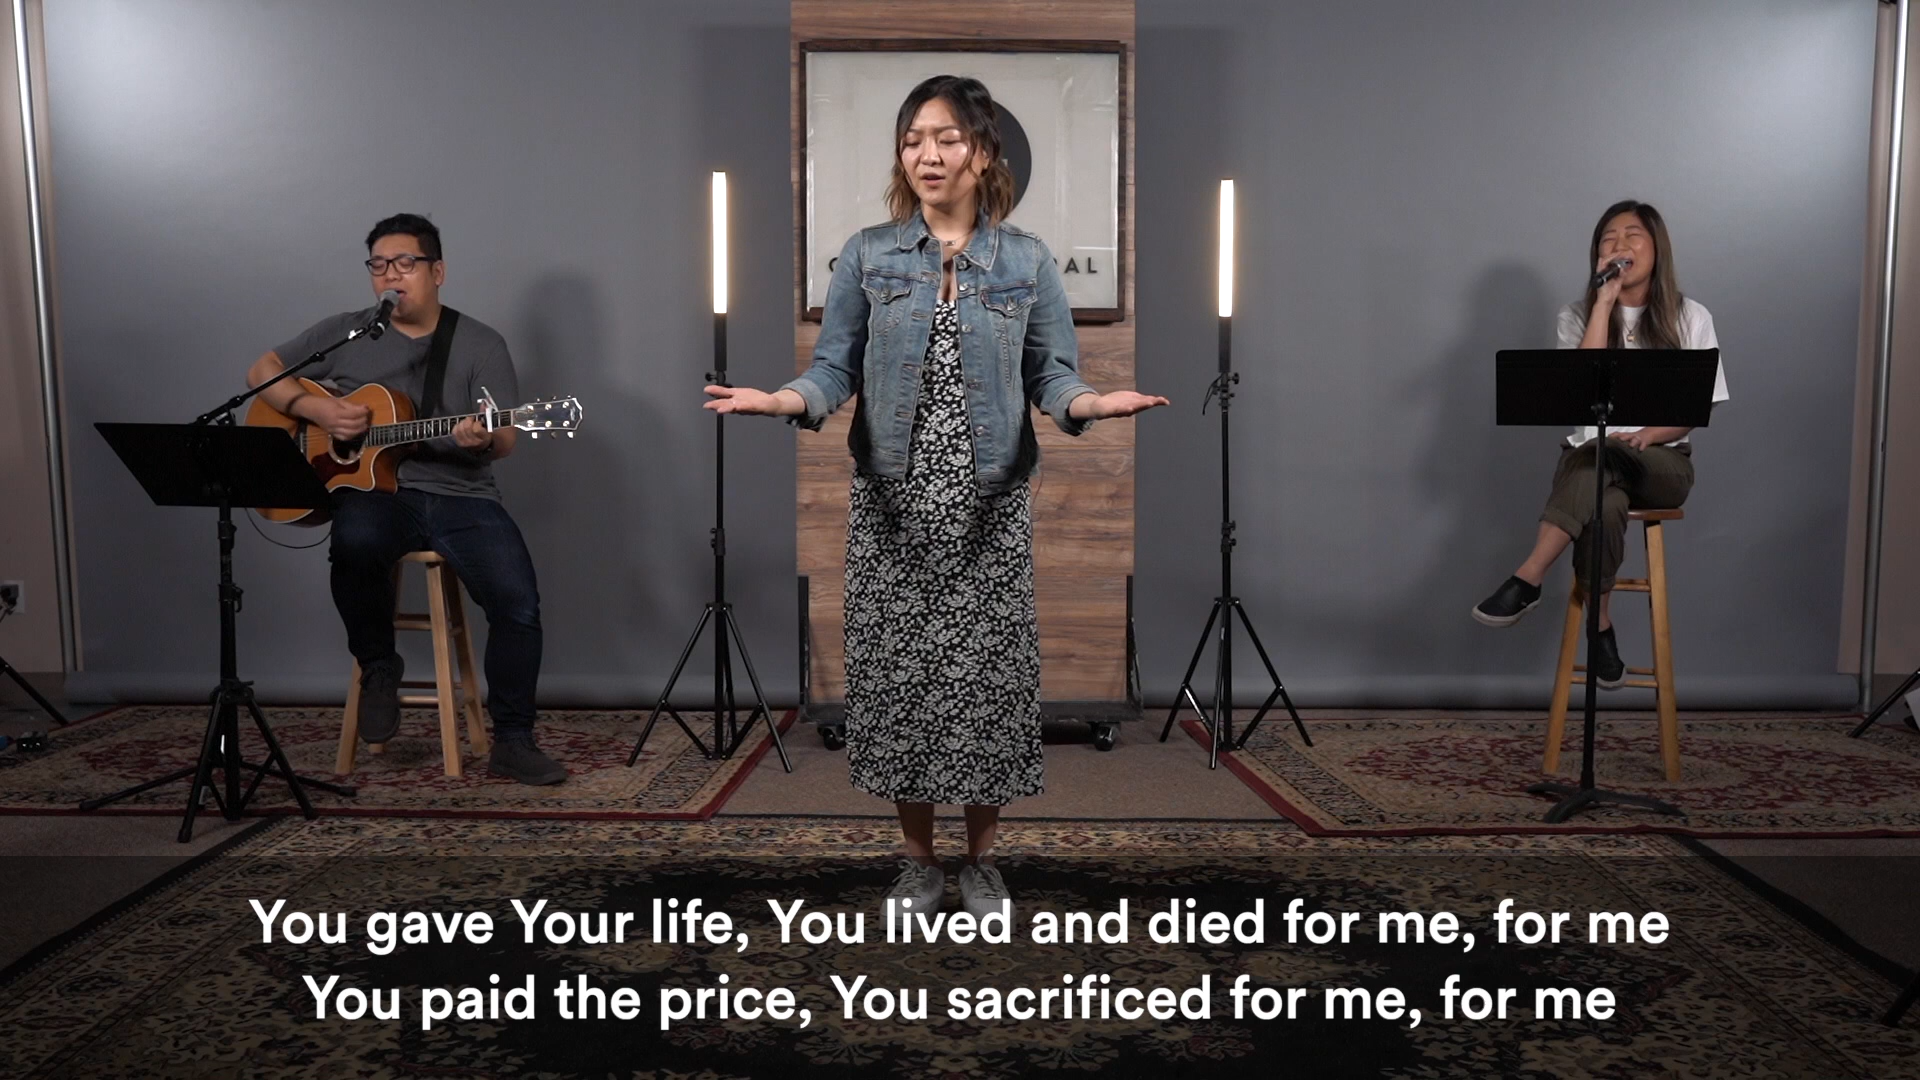 You gave Your life, You lived and died for me, for me
You paid the price, You sacrificed for me, for me